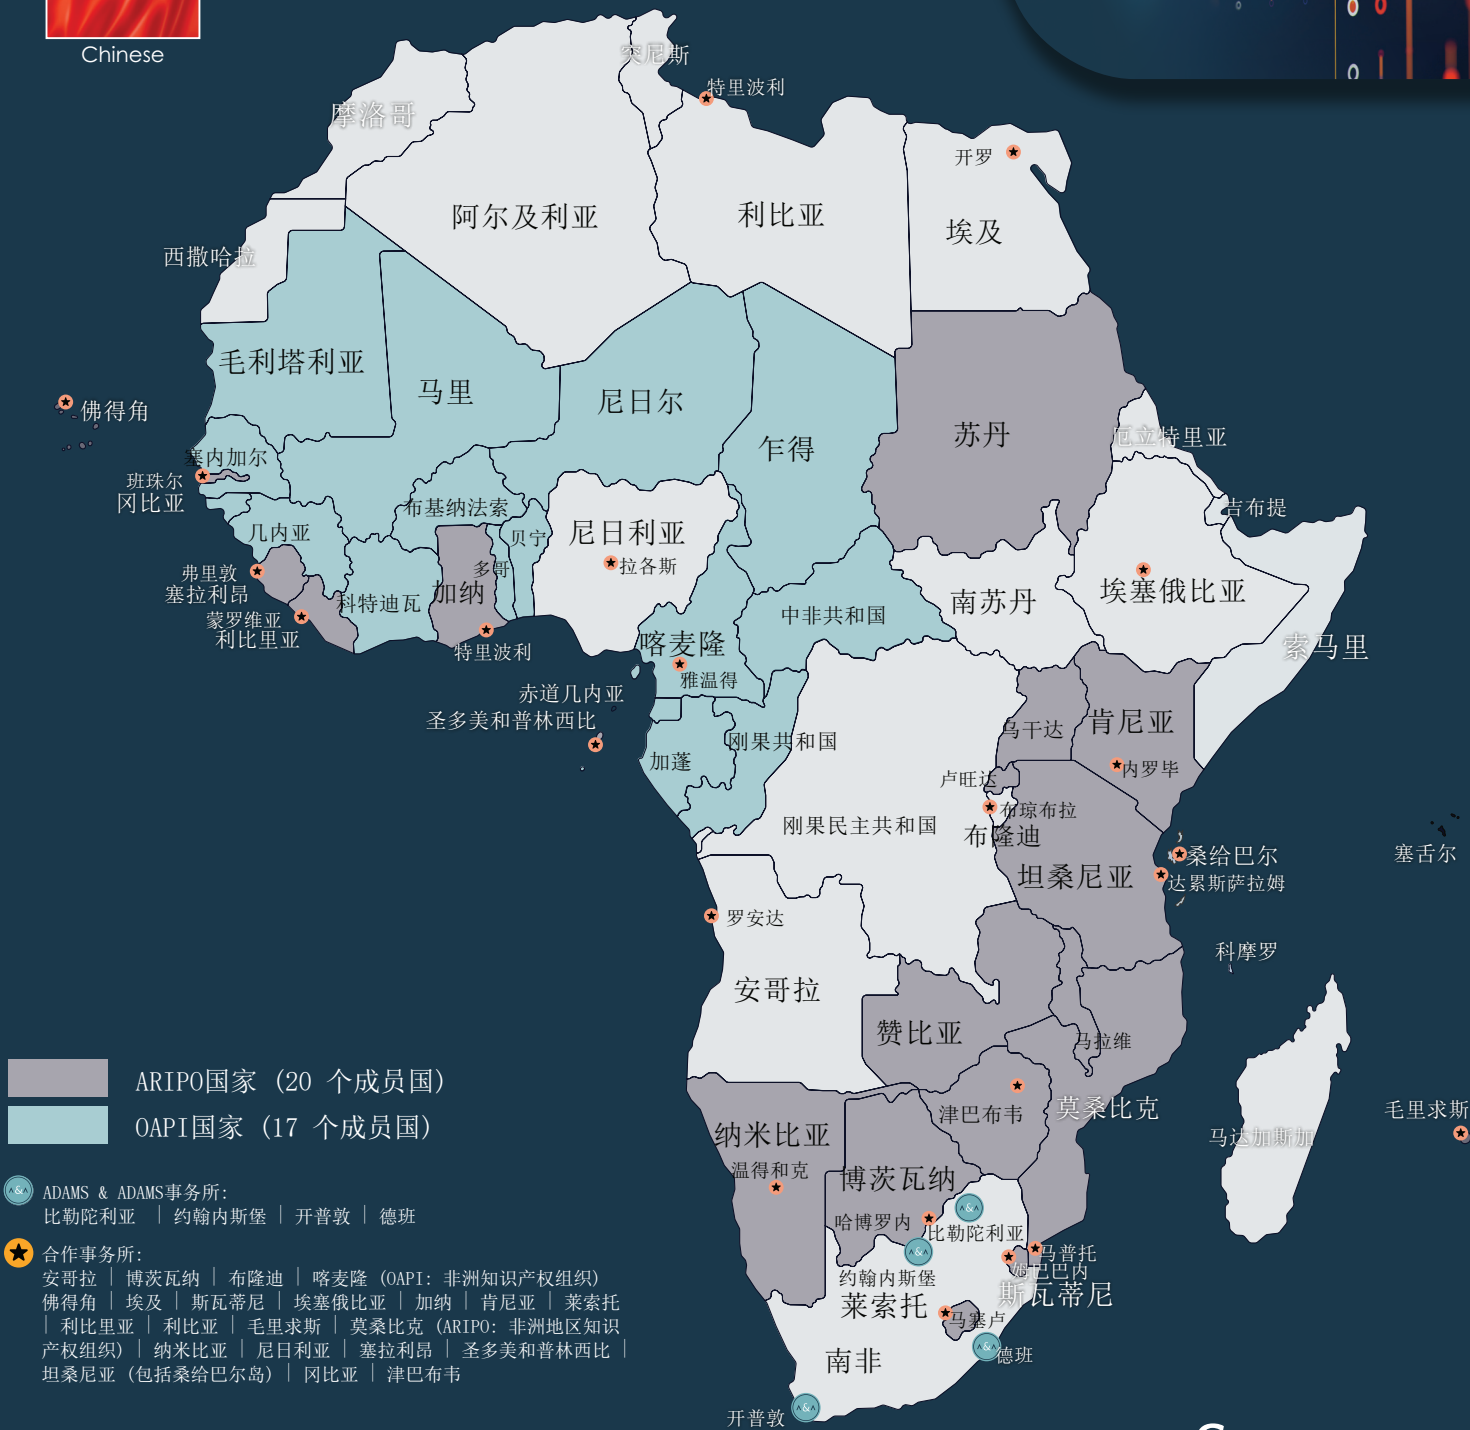 Chinese
突尼斯
特里波利
摩洛哥
开罗
阿尔及利亚
利比亚
埃及
西撒哈拉
毛利塔利亚
马里
尼日尔
乍得
苏丹
厄立特里亚
佛得角
塞内加尔
班珠尔
冈比亚
布基纳法索
吉布提
几内亚
贝宁
尼日利亚
拉各斯
多哥
加纳
弗里敦
塞拉利昂
科特迪瓦
蒙罗维亚
利比里亚
特里波利
中非共和国
南苏丹
埃塞俄比亚
索马里
喀麦隆
雅温得
赤道几内亚
圣多美和普林西比
加蓬
刚果共和国
乌干达
肯尼亚
内罗毕
卢旺达
布琼布拉
布隆迪
刚果民主共和国
坦桑尼亚
桑给巴尔
达累斯萨拉姆
塞舌尔
罗安达
科摩罗
安哥拉
赞比亚
马拉维
津巴布韦
莫桑比克
毛里求斯
马达加斯加
纳米比亚
温得和克
博茨瓦纳
哈博罗内
比勒陀利亚
马普托
姆巴巴内
斯瓦蒂尼
约翰内斯堡
莱索托
马塞卢
德班
南非
开普敦
ARIPO国家 (20 个成员国)
OAPI国家 (17 个成员国)
ADAMS & ADAMS事务所:
比勒陀利亚 | 约翰内斯堡 | 开普敦 | 德班
合作事务所:
安哥拉 | 博茨瓦纳 | 布隆迪 | 喀麦隆 (OAPI: 非洲知识产权组织)
佛得角 | 埃及 | 斯瓦蒂尼 | 埃塞俄比亚 | 加纳 | 肯尼亚 | 莱索托
| 利比里亚 | 利比亚 | 毛里求斯 | 莫桑比克 (ARIPO: 非洲地区知识
产权组织) | 纳米比亚 | 尼日利亚 | 塞拉利昂 | 圣多美和普林西比 |
坦桑尼亚 (包括桑给巴尔岛) | 冈比亚 | 津巴布韦